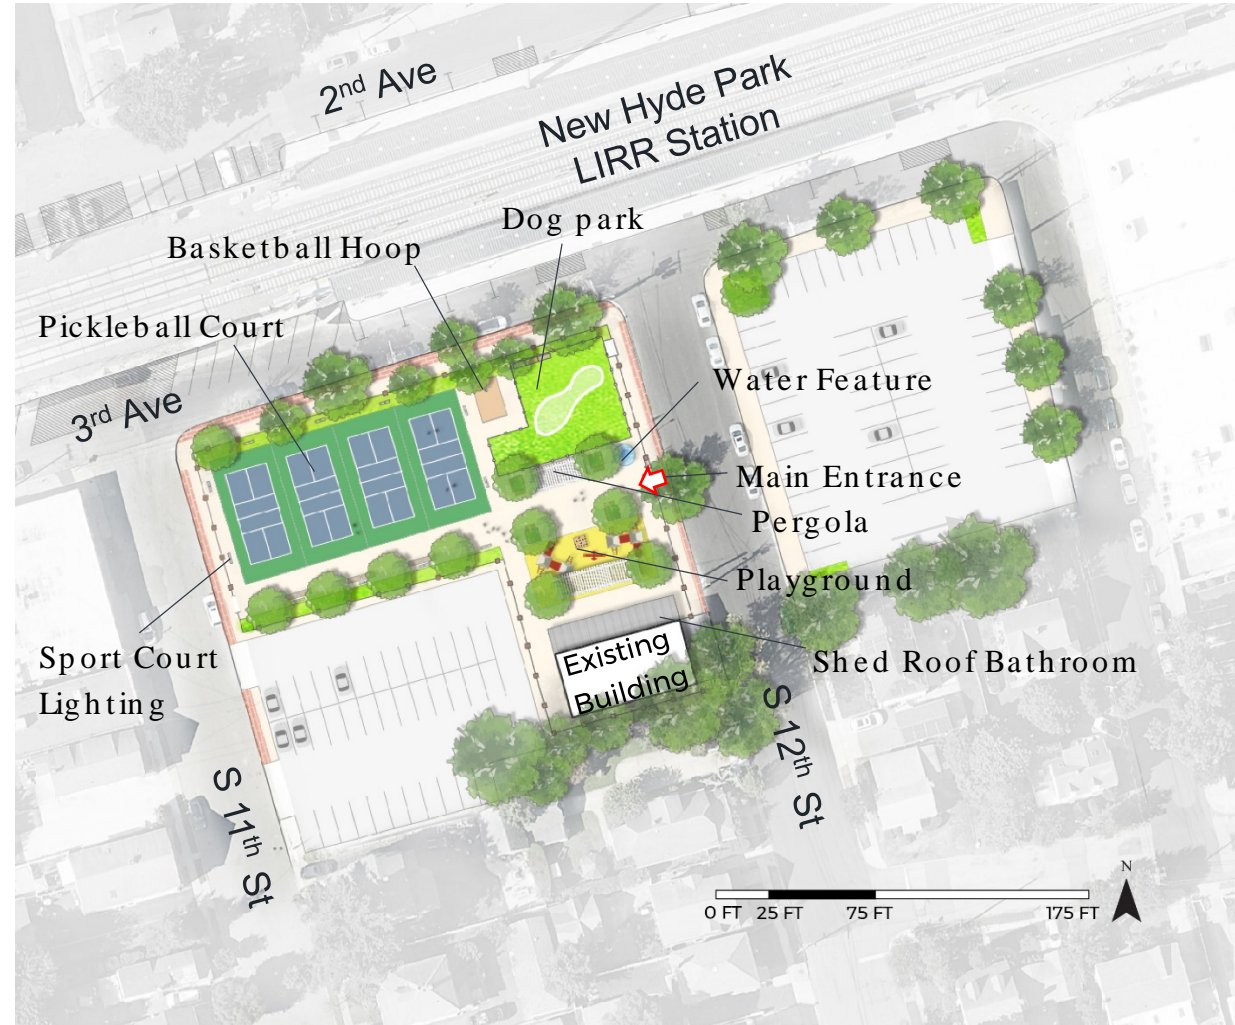 2nd Ave
New Hyde Park
LIRR Station
Dog park
Basketball Hoop
Pickleball Court
3rd Ave
Water Feature
Main Entrance
Pergola
Playground
Sport Court
Lighting
Shed Roof Bathroom
Existing
Building
S 11th St
S 12th St
N
0 FT 25 FT 75 FT 175 FT